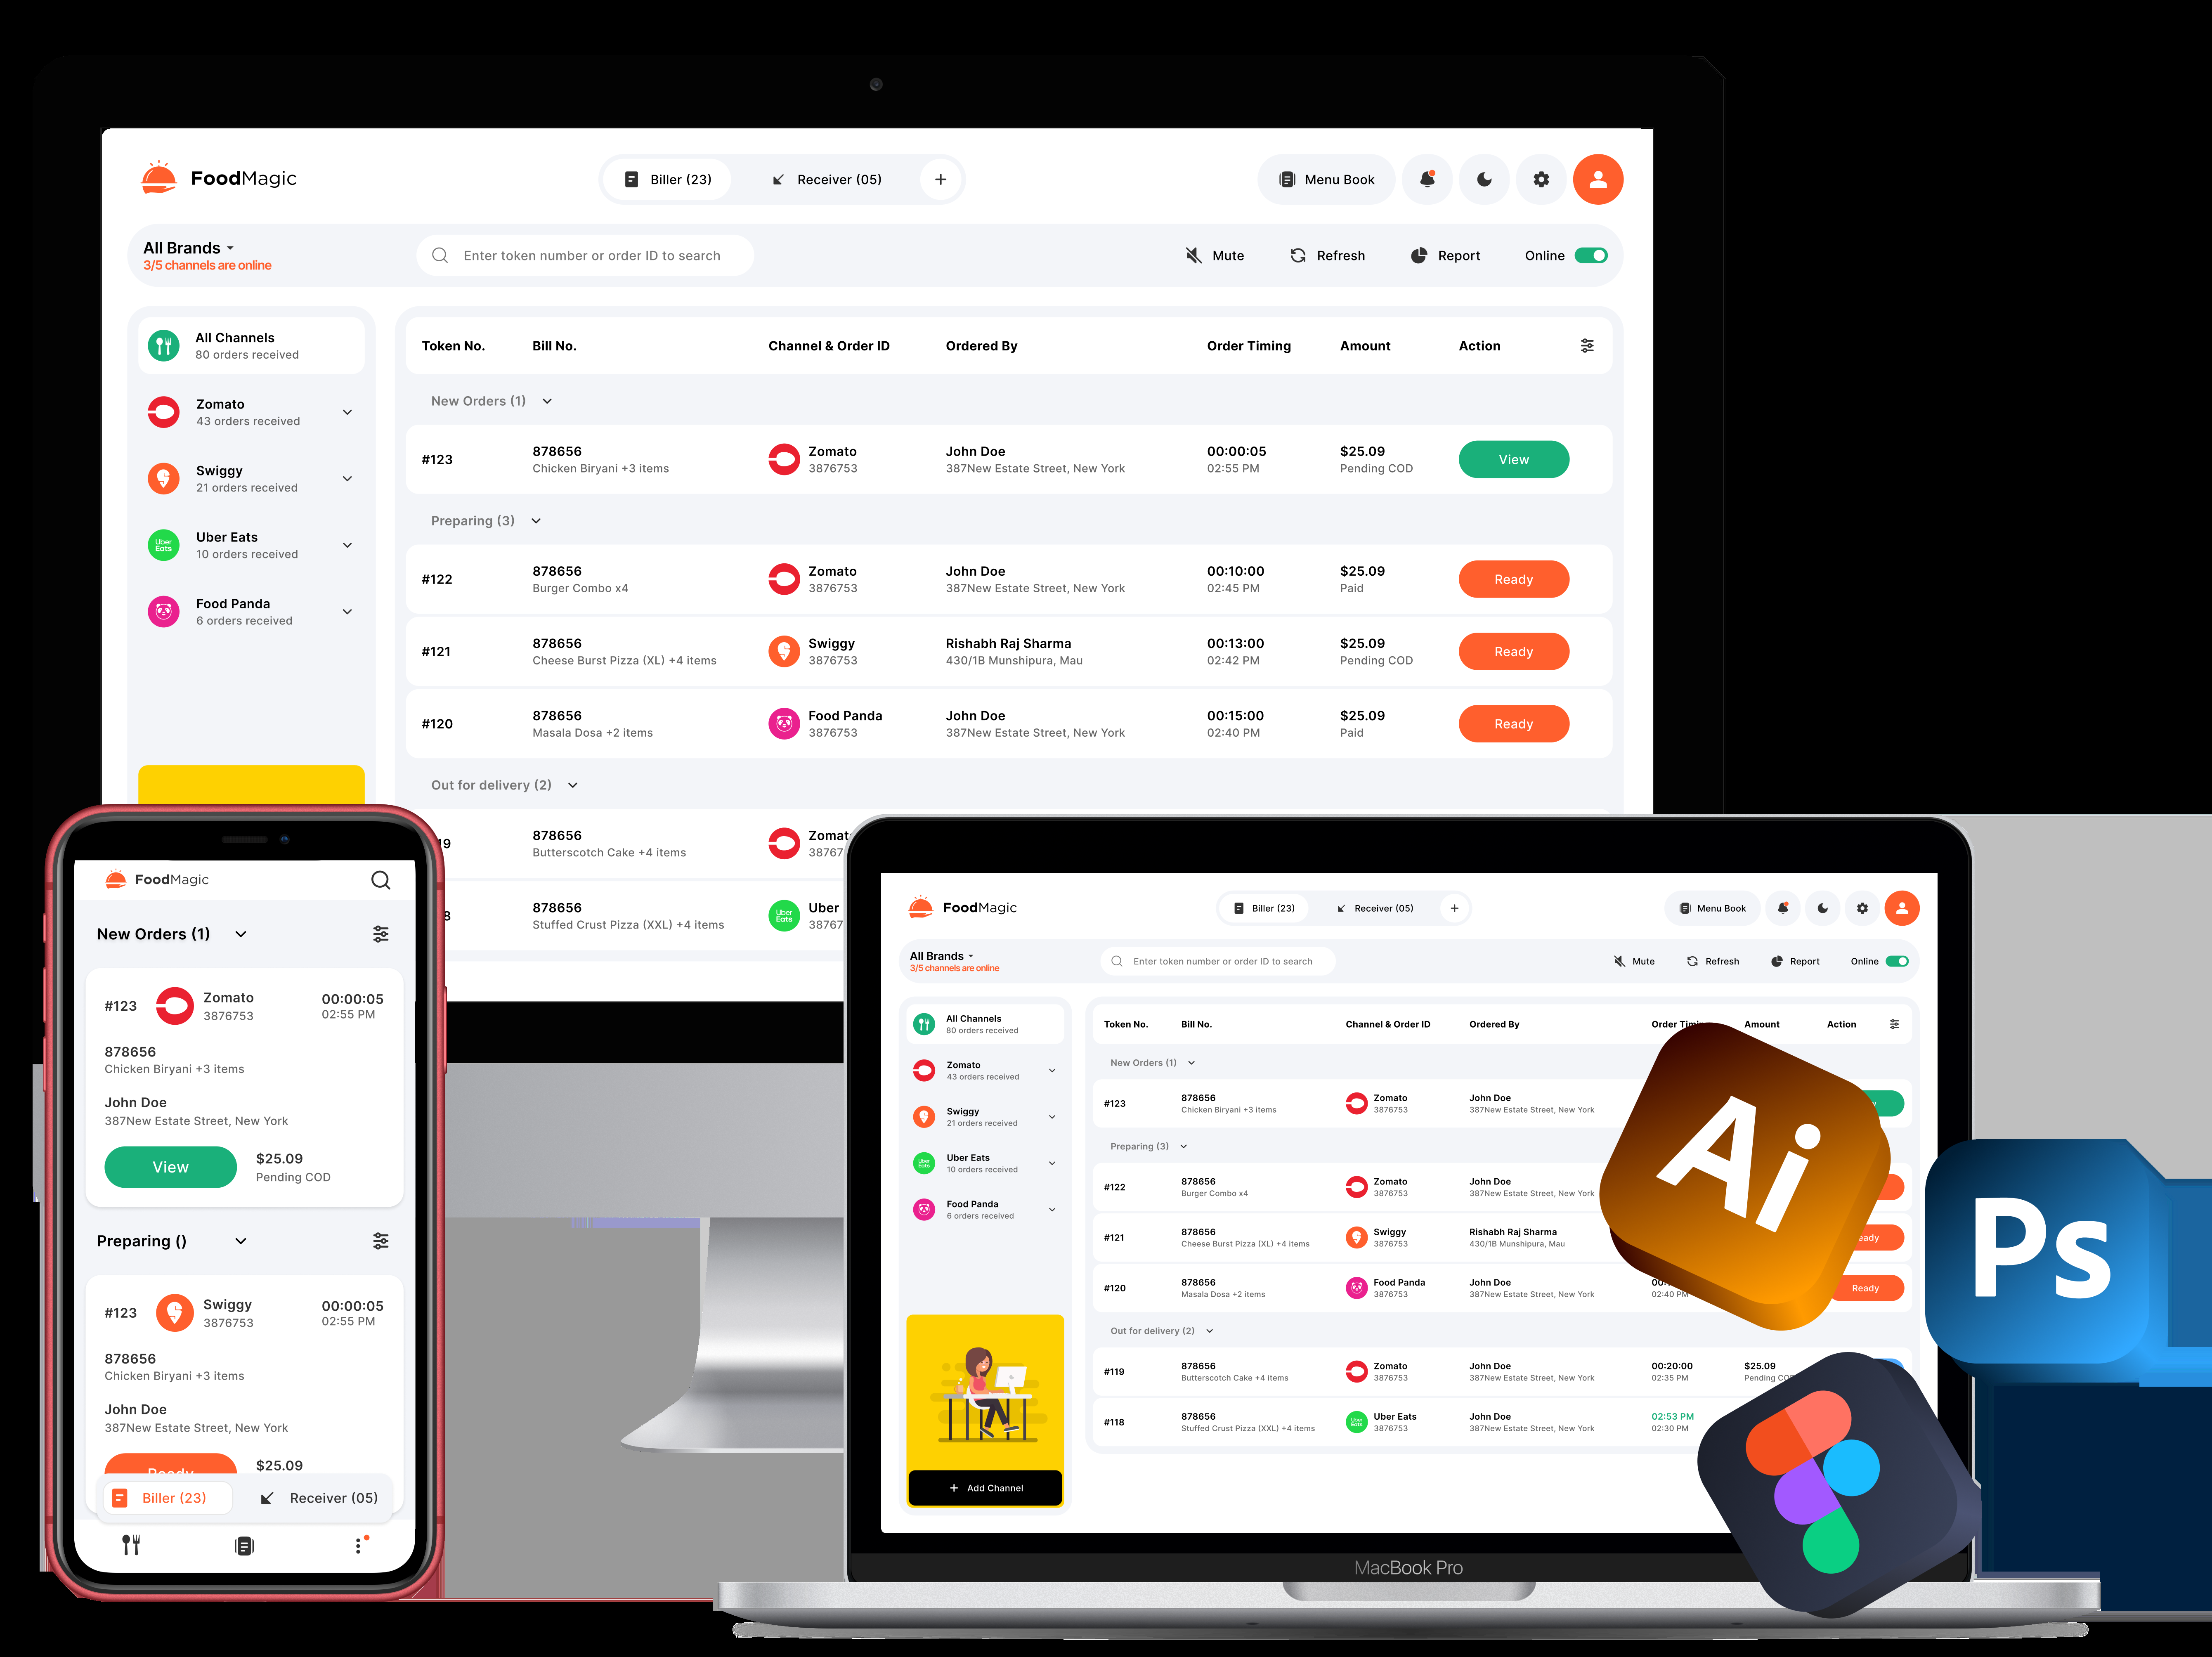 FoodMagic
Biller (23)
Receiver (05)
Menu Book
All Brands
3/5 channels are online
Enter token number or order ID to search
Mute
Refresh
Report
Online
All Channels
80 orders received
Zomato
43 orders received
Swiggy
21 orders received
Uber Eats
Uber Eats
10 orders received
Food Panda
6 orders received
Token No. Bill No. Channel & Order ID Ordered By Order Timing Amount Action
New Orders (1)
#123 878656 Zomato John Doe 00:00:05 $25.09 View
Chicken Biryani +3 items 3876753 387New Estate Street, New York 02:55 PM Pending COD
Preparing (3)
#122 878656 Zomato John Doe 00:10:00 $25.09 Ready
Burger Combo x4 3876753 387New Estate Street, New York 02:45 PM Paid
#121 878656 Swiggy Rishabh Raj Sharma 00:13:00 $25.09 Ready
Cheese Burst Pizza (XL) +4 items 3876753 430/1B Munshipura, Mau 02:42 PM Pending COD
#120 878656 Food Panda John Doe 00:15:00 $25.09 Ready
Masala Dosa +2 items 3876753 387New Estate Street, New York 02:40 PM Paid
Out for delivery (2)
19 878656 Zomat
Butterscotch Cake +4 items 3876
8 878656 Uber Eats Uber
Stuffed Crust Pizza (XXL) +4 items 3876
FoodMagic
New Orders (1)
#123 Zomato 00:00:05
3876753 02:55 PM
878656
Chicken Biryani +3 items
John Doe
387New Estate Street, New York
View $25.09
Pending COD
Preparing ()
#123 Swiggy 00:00:05
3876753 02:55 PM
878656
Chicken Biryani +3 items
John Doe
387New Estate Street, New York
Ready $25.09
Biller (23) Receiver (05)
FoodMagic
Biller (23)
Receiver (05)
Menu Book
All Brands
3/5 channels are online
Enter token number or order ID to search
Mute
Refresh
Report
Online
All Channels
80 orders received
Zomato
43 orders received
Swiggy
21 orders received
Uber Eats
Uber Eats
10 orders received
Food Panda
6 orders received
Add Channel
Token No. Bill No. Channel & Order ID Ordered By Order Timing Amount Action
New Orders (1)
#123 878656 Zomato John Doe
Chicken Biryani +3 items 3876753 387New Estate Street, New York
Preparing (3)
#122 878656 Zomato John Doe
Burger Combo x4 3876753 387New Estate Street, New York
#121 878656 Swiggy Rishabh Raj Sharma eady
Cheese Burst Pizza (XL) +4 items 3876753 430/1B Munshipura, Mau
#120 878656 Food Panda John Doe Ready
Masala Dosa +2 items 3876753 387New Estate Street, New York 02:40 PM
Out for delivery (2)
#119 878656 Zomato John Doe 00:20:00 $25.09
Butterscotch Cake +4 items 3876753 387New Estate Street, New York 02:35 PM Pending CO
#118 878656 Uber Eats Uber Eats John Doe 02:53 PM
Stuffed Crust Pizza (XXL) +4 items 3876753 387New Estate Street, New York 02:30 PM
MacBook Pro
Ai
Ps